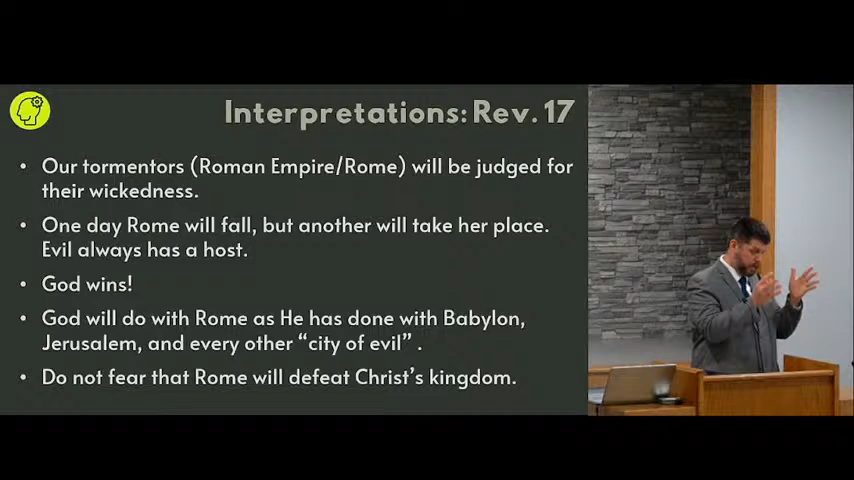 Interpretations: Rev. 17
• Our tormentors (Roman Empire/Rome) will be judged for
their wickedness.
• One day Rome will fall, but another will take her place.
Evil always has a host.
• God wins!
• God will do with Rome as He has done with Babylon,
Jerusalem, and every other “city of evil” .
• Do not fear that Rome will defeat Christ’s kingdom.